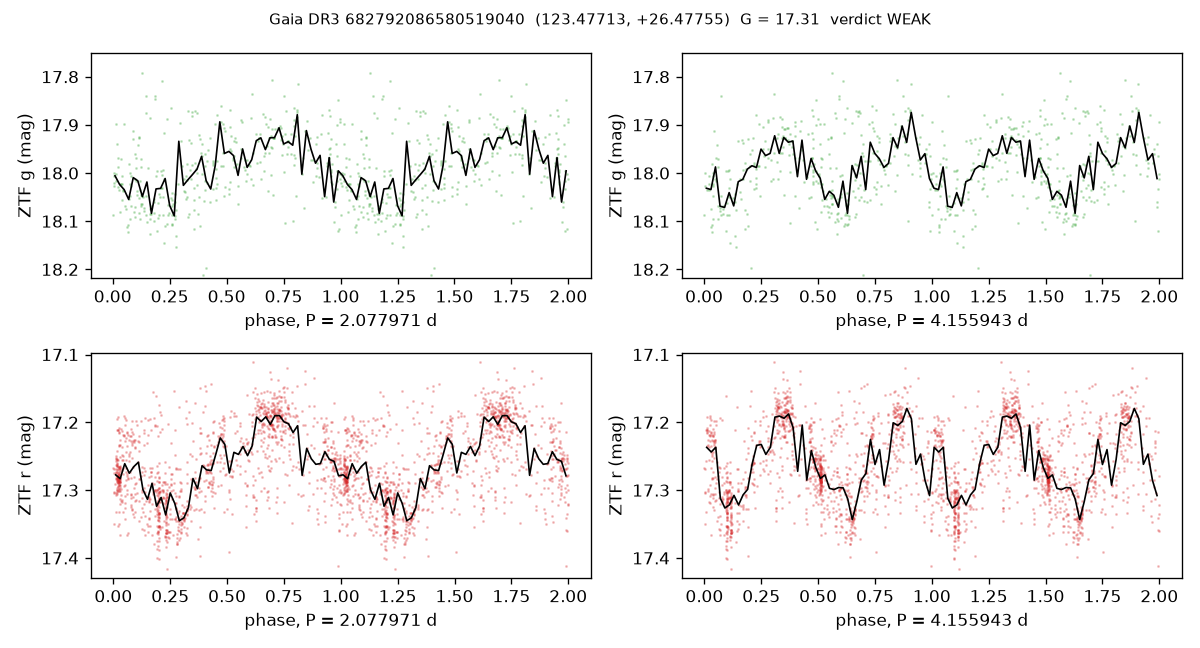 Gaia DR3 682792086580519040  (123.47713, +26.47755)  G = 17.31  verdict WEAK
ZTF g (mag)
17.8
17.9
18.0
18.1
18.2
0.00 0.25 0.50 0.75 1.00 1.25 1.50 1.75 2.00
phase, P = 2.077971 d
ZTF g (mag)
17.8
17.9
18.0
18.1
18.2
0.00 0.25 0.50 0.75 1.00 1.25 1.50 1.75 2.00
phase, P = 4.155943 d
ZTF r (mag)
17.1
17.2
17.3
17.4
0.00 0.25 0.50 0.75 1.00 1.25 1.50 1.75 2.00
phase, P = 2.077971 d
ZTF r (mag)
17.1
17.2
17.3
17.4
0.00 0.25 0.50 0.75 1.00 1.25 1.50 1.75 2.00
phase, P = 4.155943 d